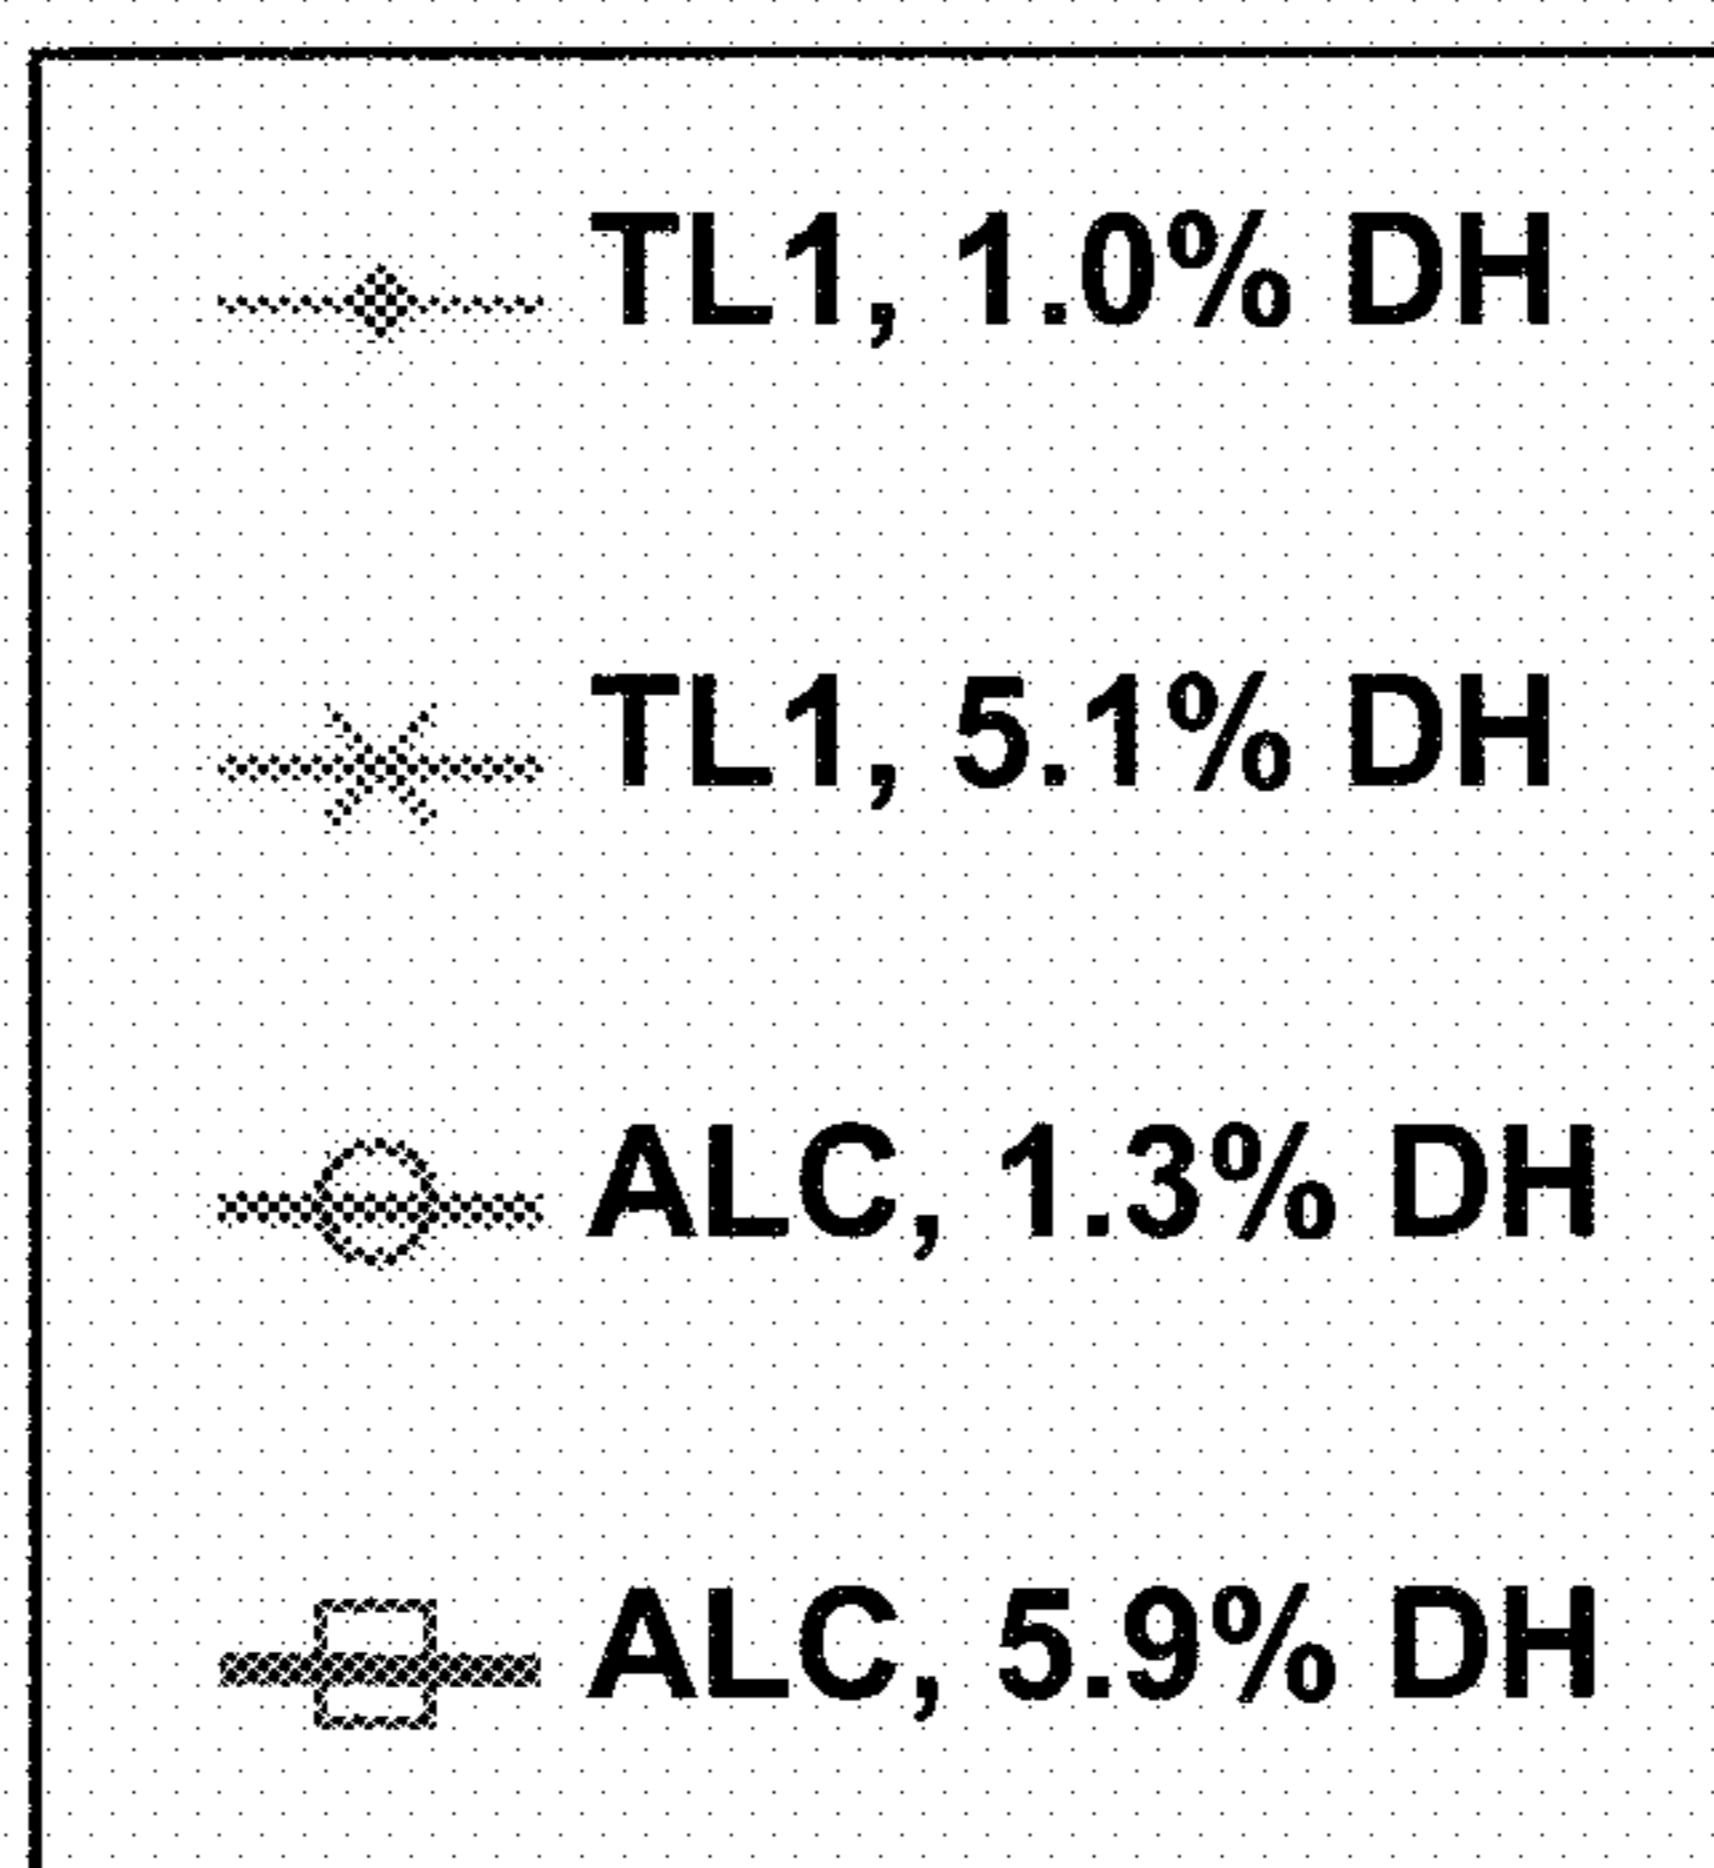 TL1, 1.0% DH
TL1, 5.1% DH
ALC, 1.3% DH
ALC, 5.9% DH